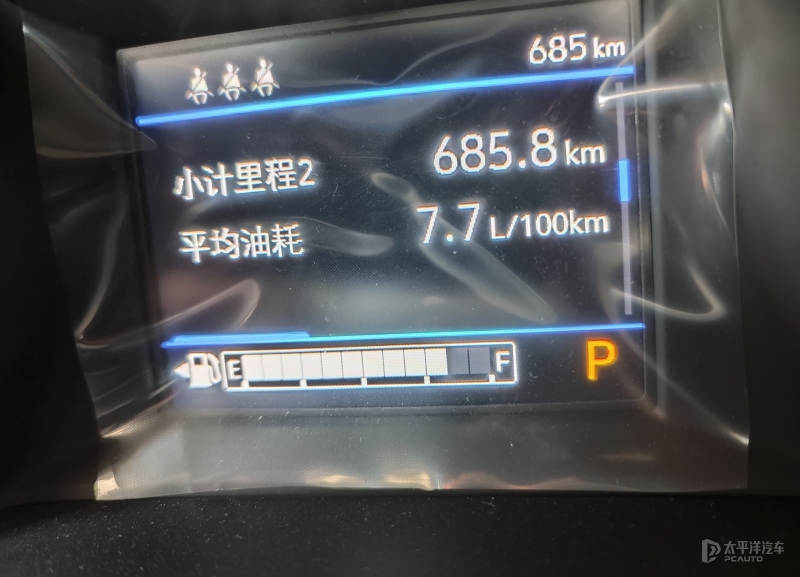 685 km
小计里程2 685.8 km
平均油耗 7.7 L/100km
E F P
太平洋汽车
PCAUTO